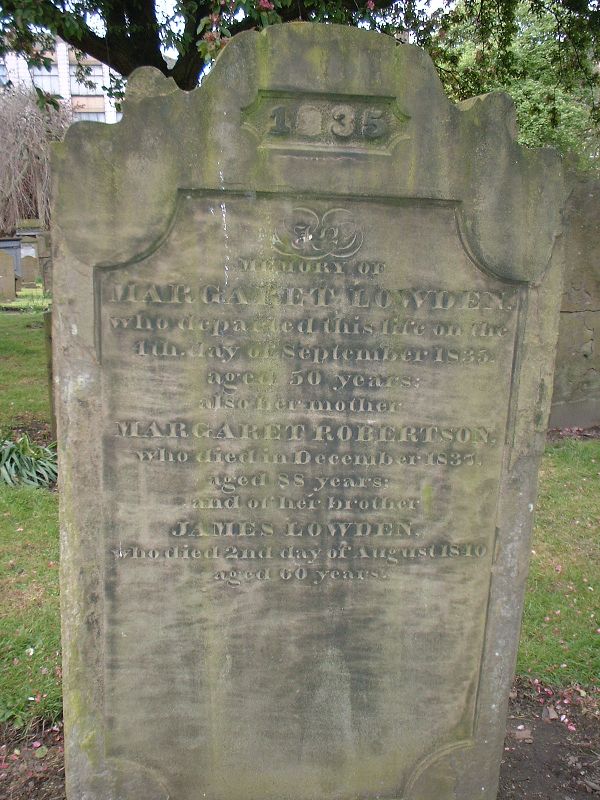 1835
In
MEMORY OF
MARGARET LOWDEN,
who departed this life on the
4th. day of September 1835.
aged 50 years;
also her mother
MARGARET ROBERTSON,
who died in December 1837,
aged 88 years;
and of her brother
JAMES LOWDEN,
who died 2nd day of August 1840
aged 60 years.